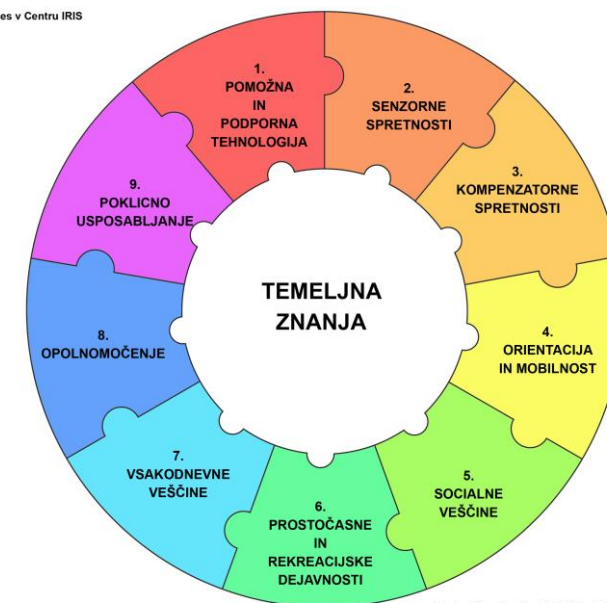 es v Centru IRIS
1.
POMOŽNA
IN
PODPORNA
TEHNOLOGIJA
2.
SENZORNE
SPRETNOSTI
3.
KOMPENZATORNE
SPRETNOSTI
4.
ORIENTACIJA
IN MOBILNOST
5.
SOCIALNE
VEŠČINE
6.
PROSTOČASNE
IN
REKREACIJSKE
DEJAVNOSTI
7.
VSAKODNEVNE
VEŠČINE
8.
OPOLNOMOČENJE
9.
POKLICNO
USPOSABLJANJE
TEMELJNA
ZNANJA